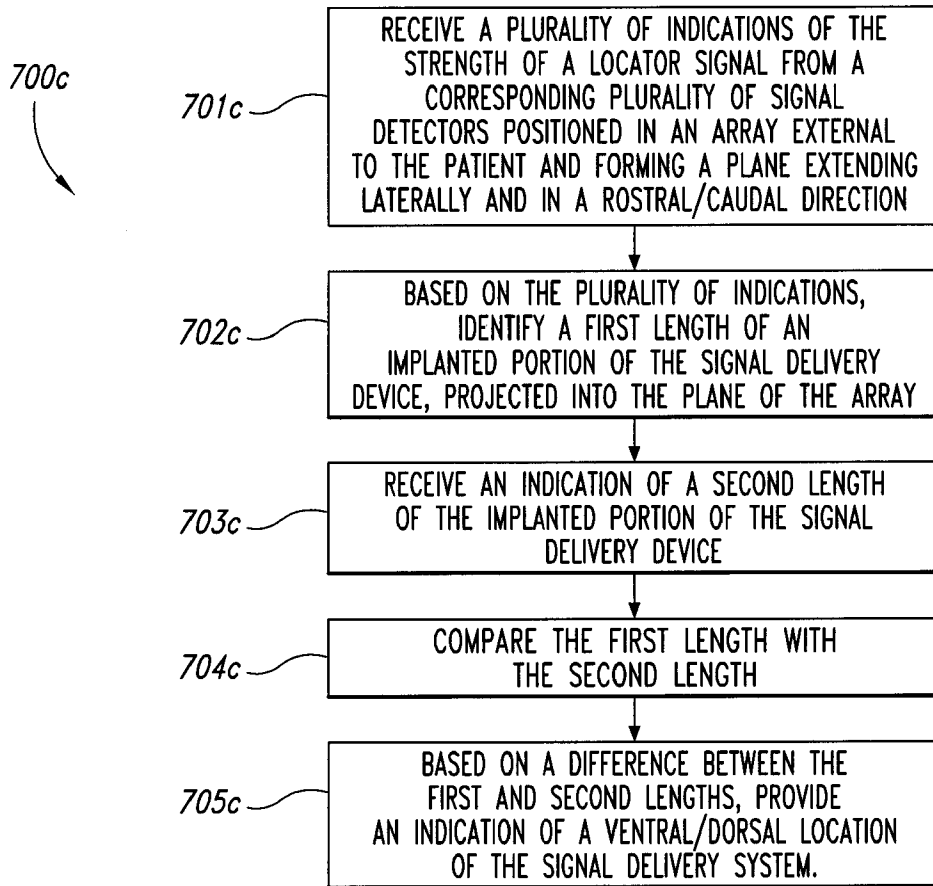 700c
701c
RECEIVE A PLURALITY OF INDICATIONS OF THE
STRENGTH OF A LOCATOR SIGNAL FROM A
CORRESPONDING PLURALITY OF SIGNAL
DETECTORS POSITIONED IN AN ARRAY EXTERNAL
TO THE PATIENT AND FORMING A PLANE EXTENDING
LATERALLY AND IN A ROSTRAL/CAUDAL DIRECTION
702c
BASED ON THE PLURALITY OF INDICATIONS,
IDENTIFY A FIRST LENGTH OF AN
IMPLANTED PORTION OF THE SIGNAL DELIVERY
DEVICE, PROJECTED INTO THE PLANE OF THE ARRAY
703c
RECEIVE AN INDICATION OF A SECOND LENGTH
OF THE IMPLANTED PORTION OF THE SIGNAL
DELIVERY DEVICE
704c
COMPARE THE FIRST LENGTH WITH
THE SECOND LENGTH
705c
BASED ON A DIFFERENCE BETWEEN THE
FIRST AND SECOND LENGTHS, PROVIDE
AN INDICATION OF A VENTRAL/DORSAL LOCATION
OF THE SIGNAL DELIVERY SYSTEM.